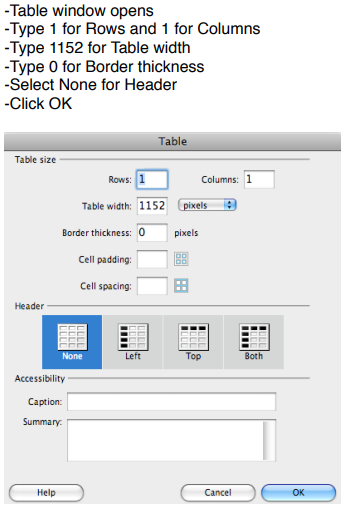 -Table window opens
-Type 1 for Rows and 1 for Columns
-Type 1152 for Table width
-Type 0 for Border thickness
-Select None for Header
-Click OK
Table
Table size
Rows: 1 Columns: 1
Table width: 1152 pixels
Border thickness: 0 pixels
Cell padding:
Cell spacing:
Header
None Left Top Both
Accessibility
Caption:
Summary:
Help Cancel OK